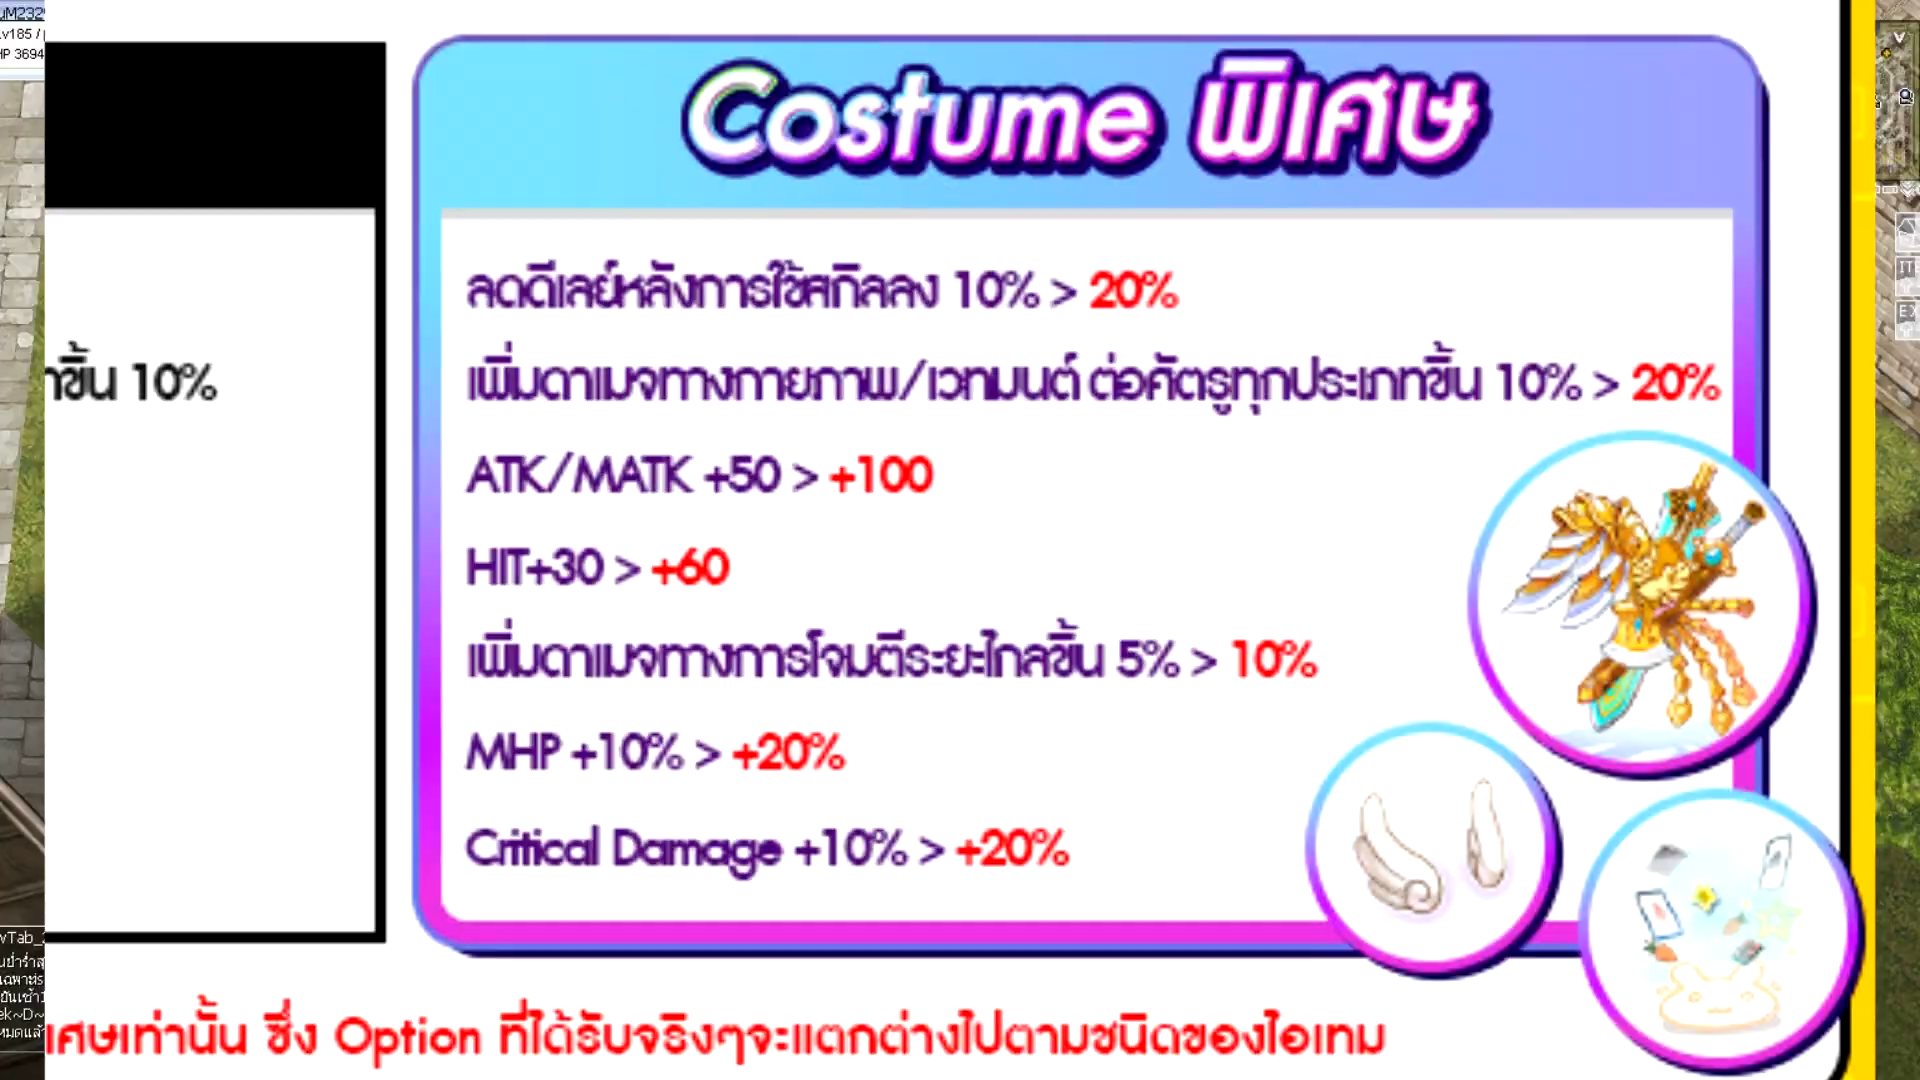 Costume พิเศษ
ลดดีเลย์หลังการใช้สกิลลง 10% > 20%
เพิ่มดาเมจทางกายภาพ/เวทมนต์ ต่อศัตรูทุกประเภทขึ้น 10% > 20%
ขึ้น 10%
ATK/MATK +50 > +100
HIT+30 > +60
เพิ่มดาเมจทางการโจมตีระยะไกลขึ้น 5% > 10%
MHP +10% > +20%
Critical Damage +10% > +20%
เศษเท่านั้น ซึ่ง Option ที่ได้รับจริงๆจะแตกต่างไปตามชนิดของไอเทม